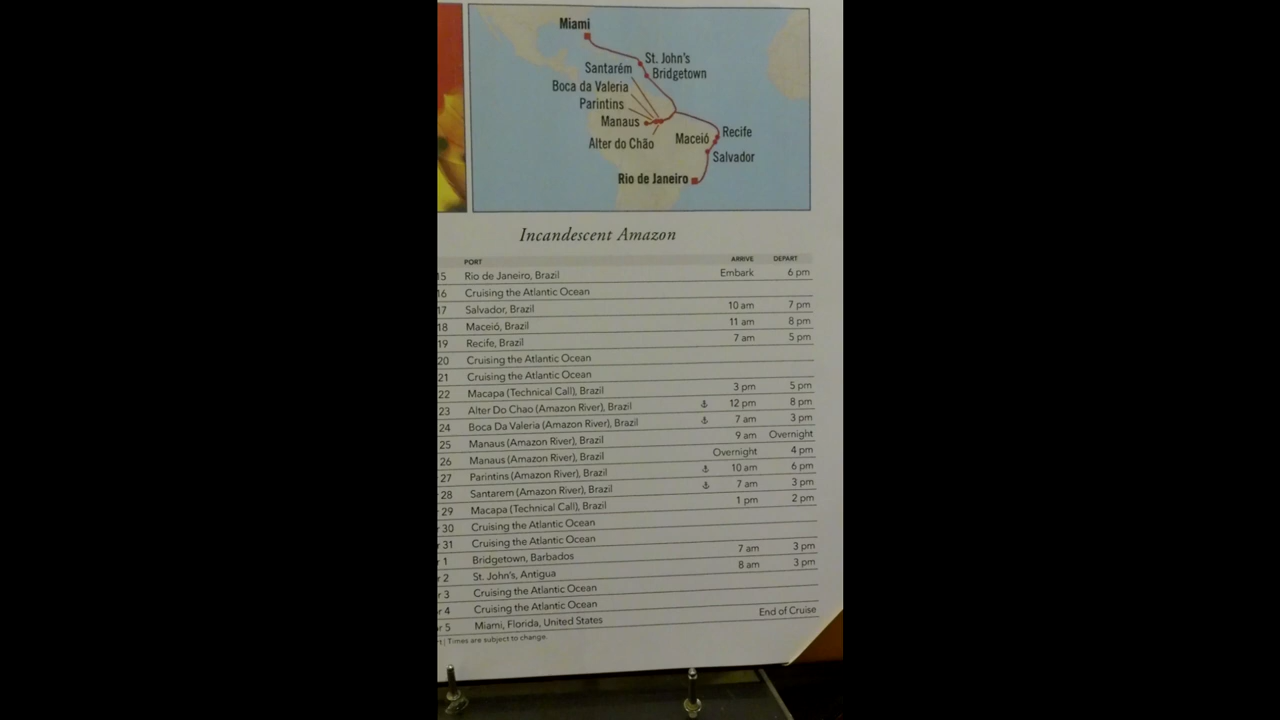 Miami
St. John's
Santarém
Bridgetown
Boca da Valeria
Parintins
Manaus
Alter do Chão
Maceió
Recife
Salvador
Rio de Janeiro
Incandescent Amazon
PORT ARRIVE DEPART
15 Rio de Janeiro, Brazil Embark 6 pm
16 Cruising the Atlantic Ocean
17 Salvador, Brazil 10 am 7 pm
18 Maceió, Brazil 11 am 8 pm
19 Recife, Brazil 7 am 5 pm
20 Cruising the Atlantic Ocean
21 Cruising the Atlantic Ocean
22 Macapa (Technical Call), Brazil 3 pm 5 pm
23 Alter Do Chao (Amazon River), Brazil ⚓ 12 pm 8 pm
24 Boca Da Valeria (Amazon River), Brazil ⚓ 7 am 3 pm
25 Manaus (Amazon River), Brazil 9 am Overnight
26 Manaus (Amazon River), Brazil Overnight 4 pm
27 Parintins (Amazon River), Brazil ⚓ 10 am 6 pm
r 28 Santarem (Amazon River), Brazil ⚓ 7 am 3 pm
r 29 Macapa (Technical Call), Brazil 1 pm 2 pm
r 30 Cruising the Atlantic Ocean
r 31 Cruising the Atlantic Ocean
r 1 Bridgetown, Barbados 7 am 3 pm
r 2 St. John's, Antigua 8 am 3 pm
r 3 Cruising the Atlantic Ocean
r 4 Cruising the Atlantic Ocean
r 5 Miami, Florida, United States End of Cruise
| Times are subject to change.